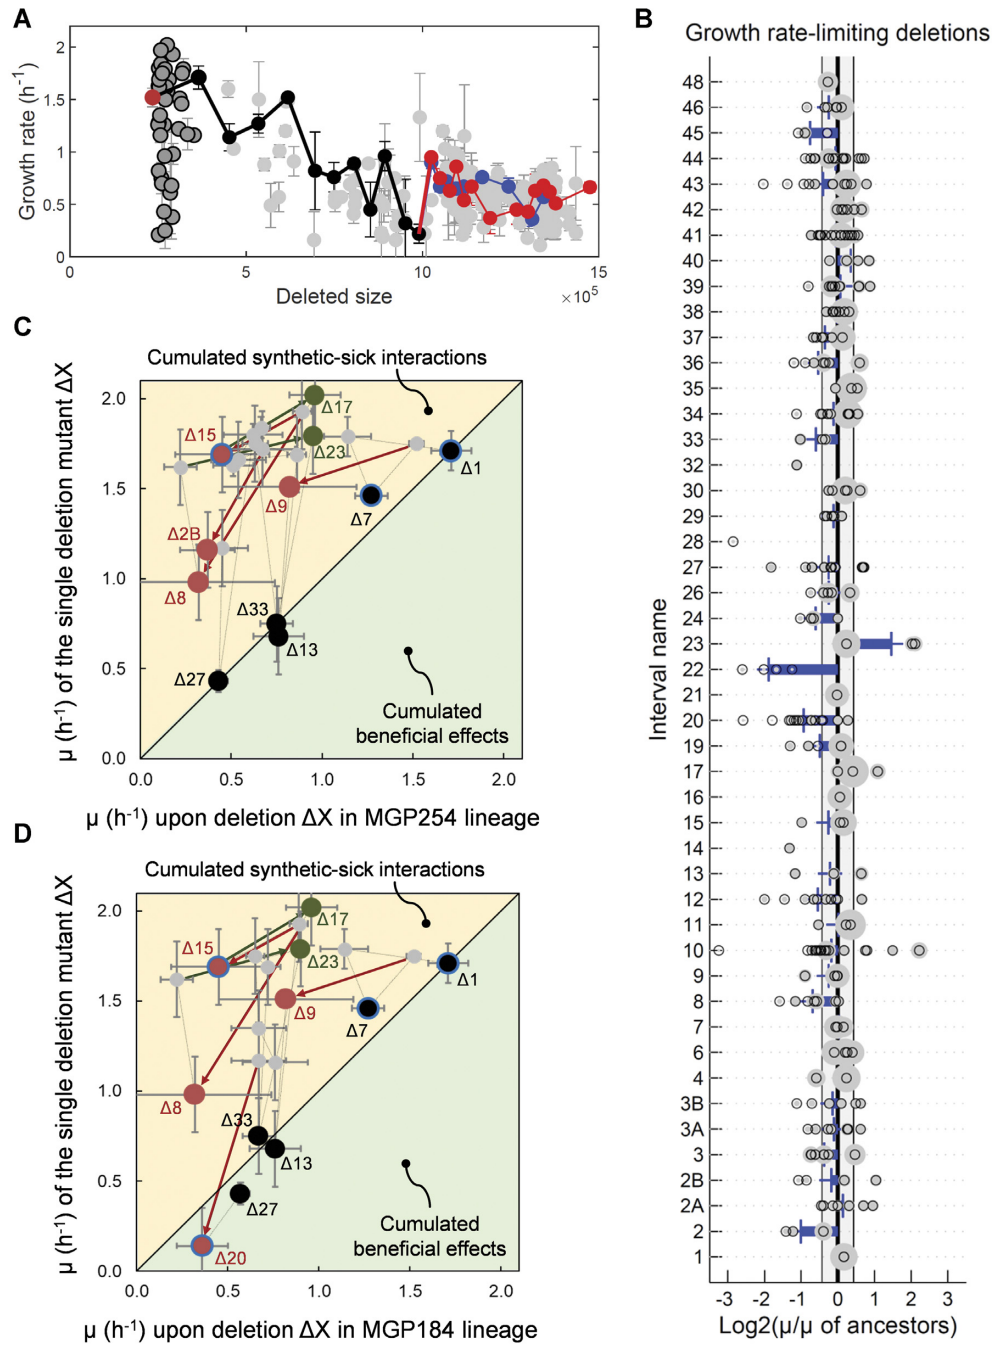 A
Growth rate (h-1)
2
1.5
1
0.5
0
0
5
10
15
Deleted size
×10^5
B
Growth rate-limiting deletions
Interval name
48
46
45
44
43
42
41
40
39
38
37
36
35
34
33
32
30
29
28
27
26
24
23
22
21
20
19
17
16
15
14
13
12
11
10
9
8
7
6
4
3B
3A
3
2B
2A
2
1
-3
-2
-1
0
1
2
3
Log2(μ/μ of ancestors)
C
Cumulated synthetic-sick interactions
μ (h-1) of the single deletion mutant ΔX
2.0
1.5
1.0
0.5
0.0
Δ17
Δ15
Δ23
Δ1
Δ9
Δ7
Δ2B
Δ8
Δ33
Δ13
Δ27
Cumulated
beneficial effects
0.0
0.5
1.0
1.5
2.0
μ (h-1) upon deletion ΔX in MGP254 lineage
D
Cumulated synthetic-sick interactions
μ (h-1) of the single deletion mutant ΔX
2.0
1.5
1.0
0.5
0.0
Δ17
Δ15
Δ23
Δ1
Δ9
Δ7
Δ8
Δ33
Δ13
Δ27
Δ20
Cumulated
beneficial effects
0.0
0.5
1.0
1.5
2.0
μ (h-1) upon deletion ΔX in MGP184 lineage